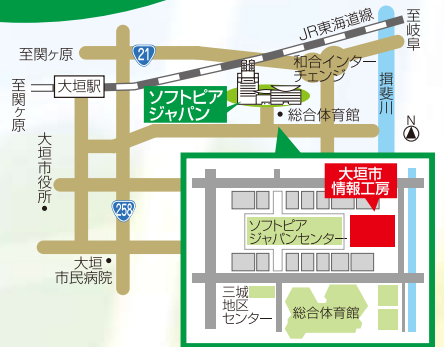 JR東海道線
至岐阜
至関ヶ原
21
和合インター
チェンジ
揖斐川
大垣駅
至関ヶ原
ソフトピア
ジャパン
総合体育館
N
大垣市役所
大垣市
情報工房
258
ソフトピア
ジャパンセンター
大垣
市民病院
三城
地区
センター
総合体育館